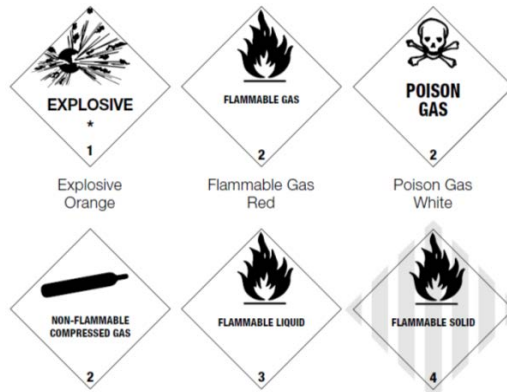 EXPLOSIVE
*
1
FLAMMABLE GAS
2
POISON
GAS
2
Explosive
Orange
Flammable Gas
Red
Poison Gas
White
NON-FLAMMABLE
COMPRESSED GAS
2
FLAMMABLE LIQUID
3
FLAMMABLE SOLID
4